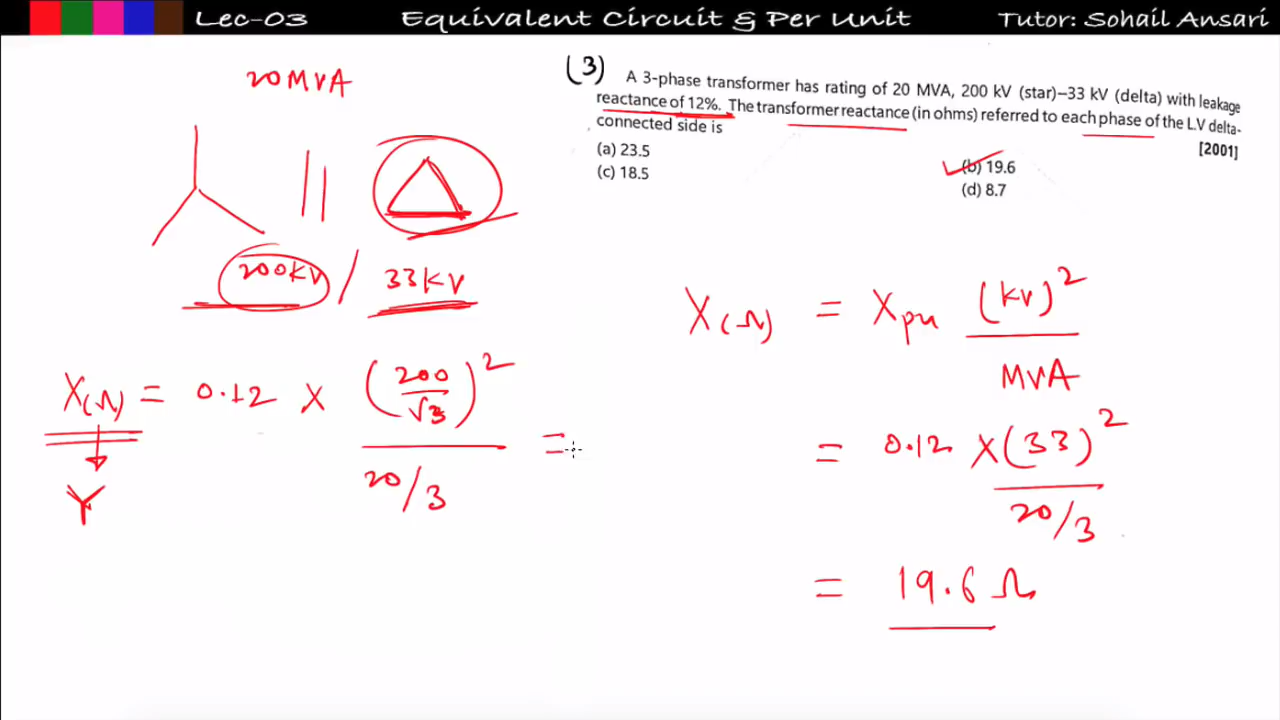 Lec-03 Equivalent Circuit & Per Unit Tutor: Sohail Ansari
20 MVA
200KV / 33KV
X(Ω) = 0.12 X (200/√3)² / 20/3 =
Y
(3) A 3-phase transformer has rating of 20 MVA, 200 kV (star)–33 kV (delta) with leakage
reactance of 12%. The transformer reactance (in ohms) referred to each phase of the L.V delta-
connected side is
[2001]
(a) 23.5
(b) 19.6
(c) 18.5
(d) 8.7
X(Ω) = Xpu (KV)² / MVA
= 0.12 X (33)² / 20/3
= 19.6 Ω